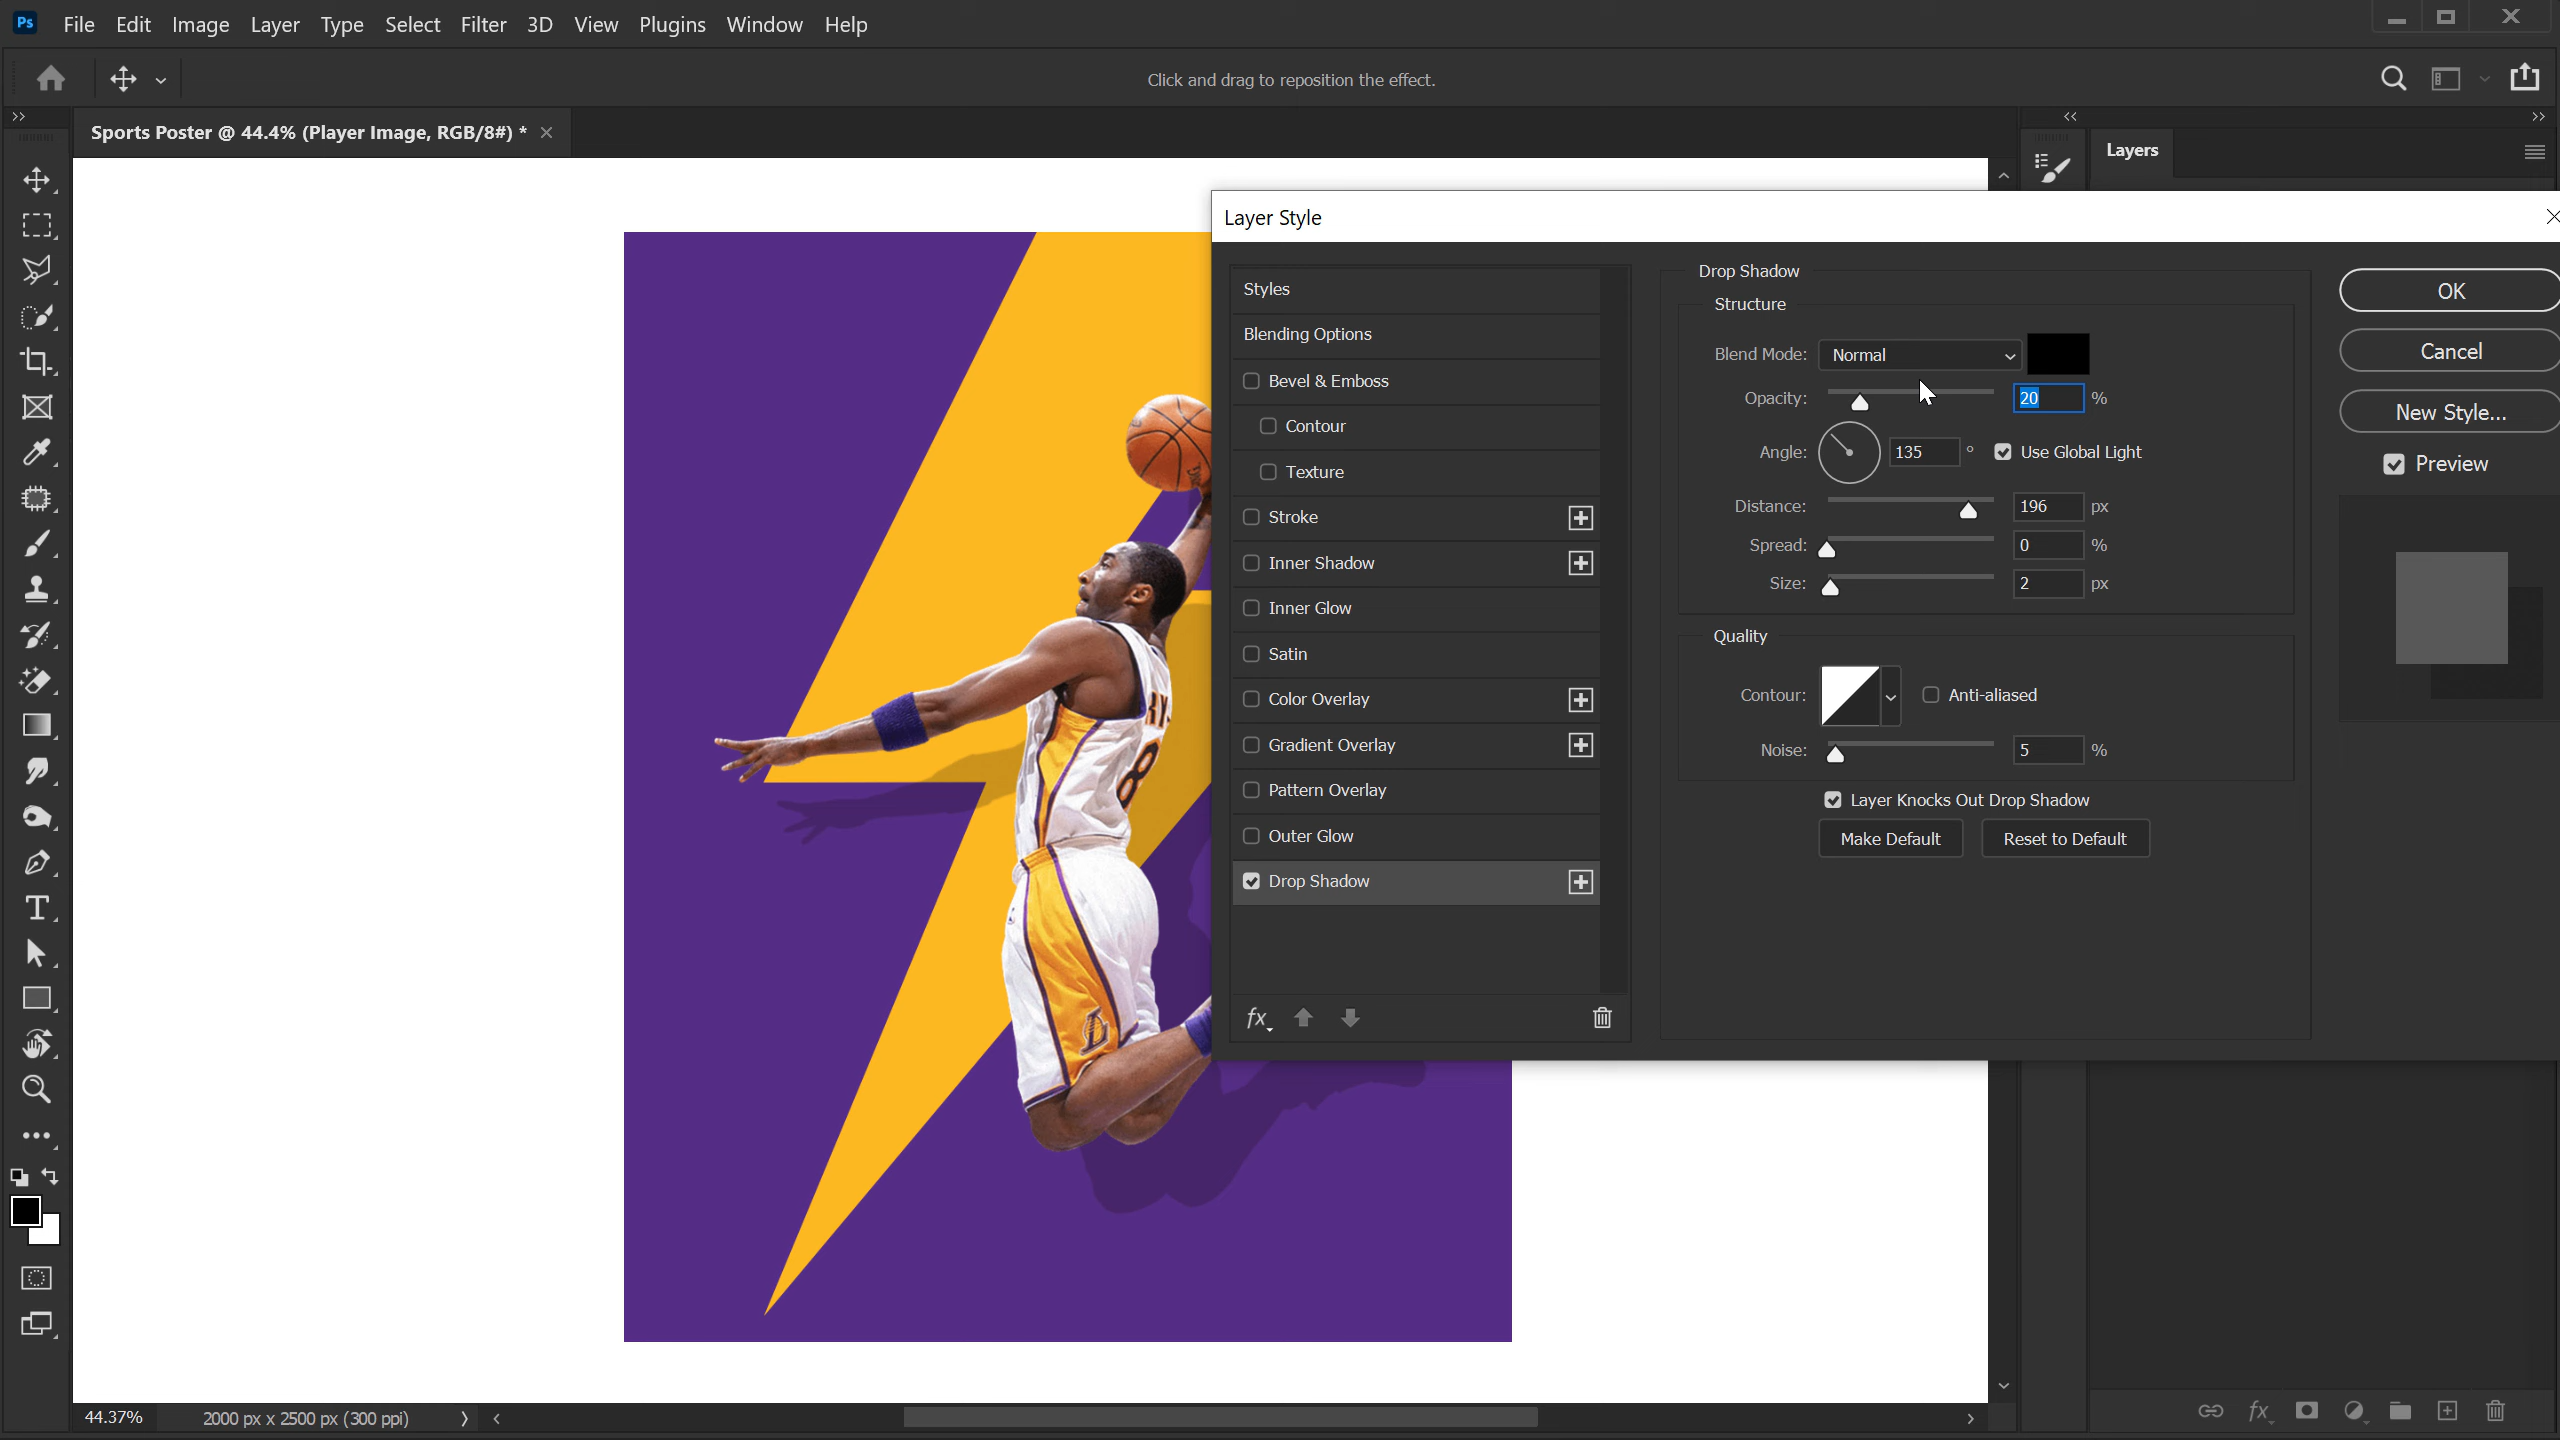 Ps File Edit Image Layer Type Select Filter 3D View Plugins Window Help
Click and drag to reposition the effect.
Sports Poster @ 44.4% (Player Image, RGB/8#) *
Layers
Layer Style
Styles
Blending Options
Bevel & Emboss
Contour
Texture
Stroke
Inner Shadow
Inner Glow
Satin
Color Overlay
Gradient Overlay
Pattern Overlay
Outer Glow
Drop Shadow
fx
Drop Shadow
Structure
Blend Mode: Normal
Opacity: 20 %
Angle: 135 ° Use Global Light
Distance: 196 px
Spread: 0 %
Size: 2 px
Quality
Contour: Anti-aliased
Noise: 5 %
Layer Knocks Out Drop Shadow
Make Default Reset to Default
OK
Cancel
New Style...
Preview
RY
8
L
44.37% 2000 px x 2500 px (300 ppi)
fx